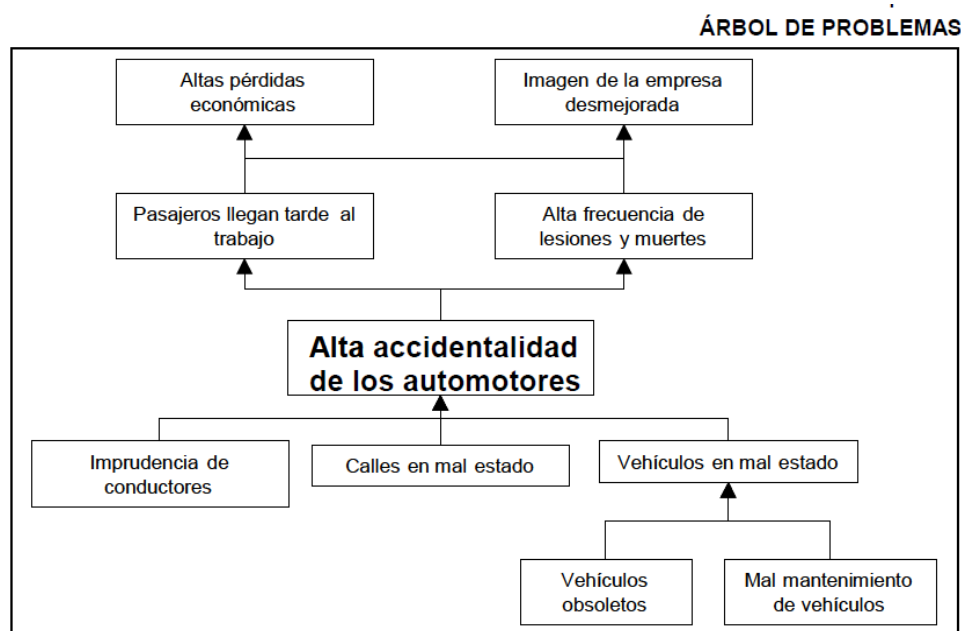 ÁRBOL DE PROBLEMAS
Altas pérdidas
económicas
Imagen de la empresa
desmejorada
Pasajeros llegan tarde al
trabajo
Alta frecuencia de
lesiones y muertes
Alta accidentalidad
de los automotores
Imprudencia de
conductores
Calles en mal estado
Vehículos en mal estado
Vehículos
obsoletos
Mal mantenimiento
de vehículos